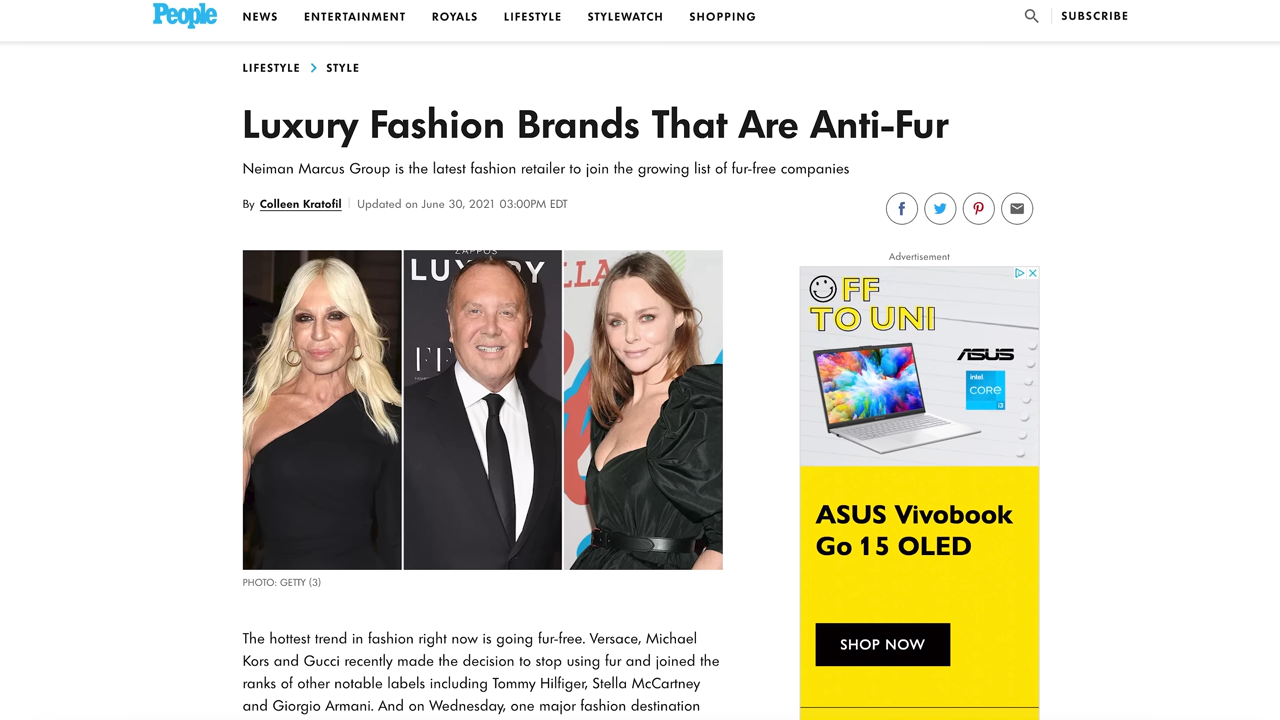 People
NEWS ENTERTAINMENT ROYALS LIFESTYLE STYLEWATCH SHOPPING
SUBSCRIBE
LIFESTYLE > STYLE
Luxury Fashion Brands That Are Anti-Fur
Neiman Marcus Group is the latest fashion retailer to join the growing list of fur-free companies
By Colleen Kratofil Updated on June 30, 2021 03:00PM EDT
ZAPPOS
LUXURY
PHOTO: GETTY (3)
The hottest trend in fashion right now is going fur-free. Versace, Michael
Kors and Gucci recently made the decision to stop using fur and joined the
ranks of other notable labels including Tommy Hilfiger, Stella McCartney
and Giorgio Armani. And on Wednesday, one major fashion destination
Advertisement
OFF
TO UNI
ASUS
intel
CORE
i3
ASUS Vivobook
Go 15 OLED
SHOP NOW